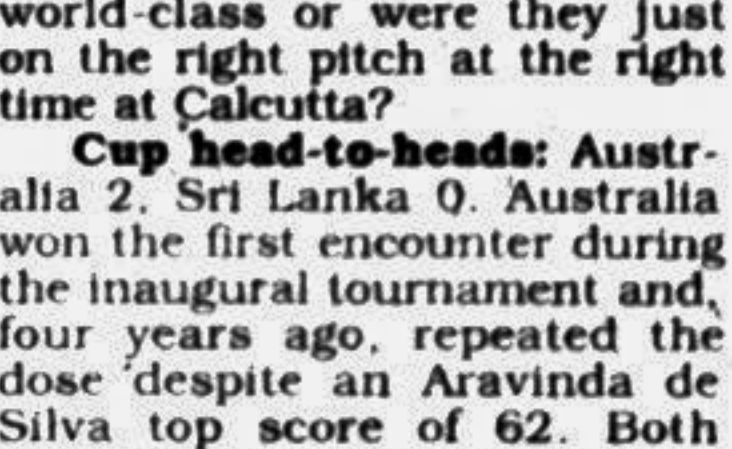 world-class or were they just
on the right pitch at the right
time at Calcutta?
Cup head-to-heads: Austr-
alia 2, Sri Lanka 0. Australia
won the first encounter during
the inaugural tournament and,
four years ago, repeated the
dose despite an Aravinda de
Silva top score of 62. Both